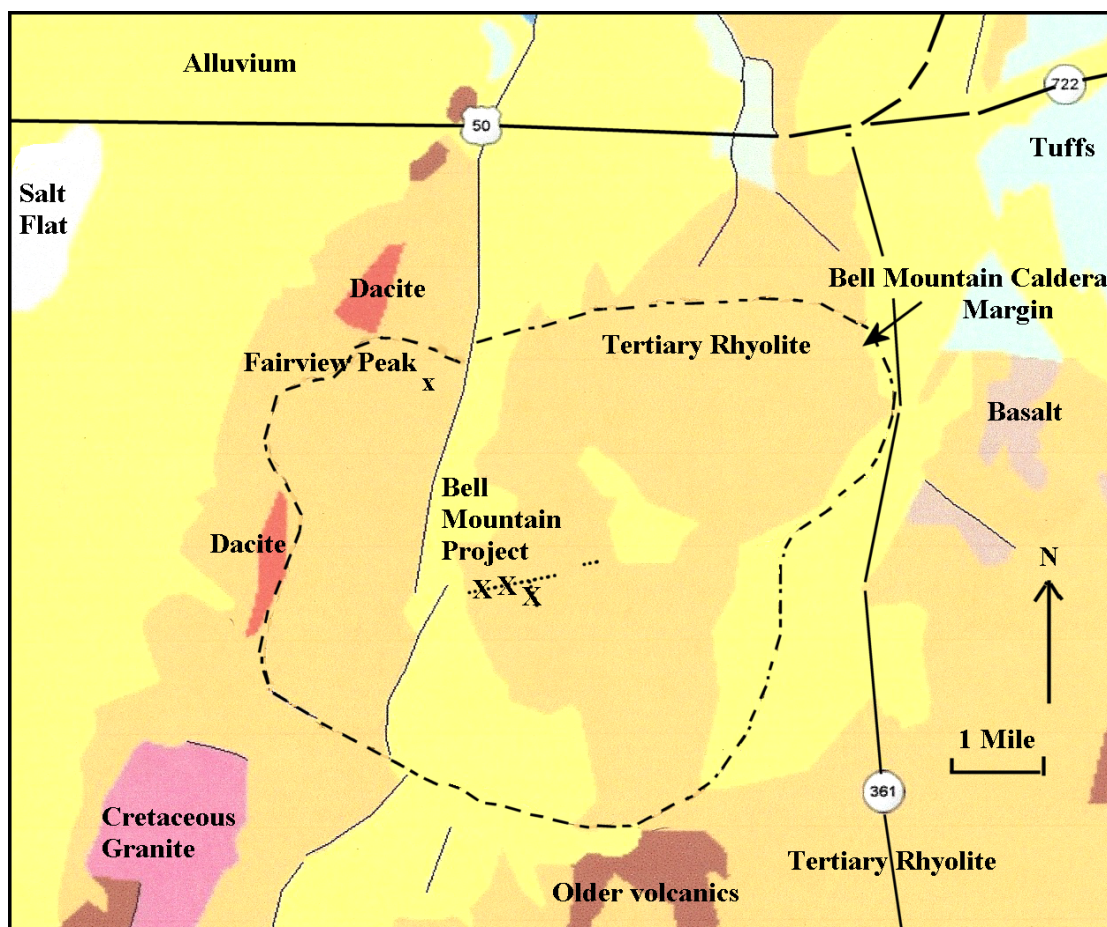 Alluvium
722
50
Tuffs
Salt
Flat
Dacite
Bell Mountain Caldera
Margin
Tertiary Rhyolite
Fairview Peak
x
Basalt
Bell
Mountain
Project
Dacite
N
X X X
1 Mile
361
Cretaceous
Granite
Tertiary Rhyolite
Older volcanics